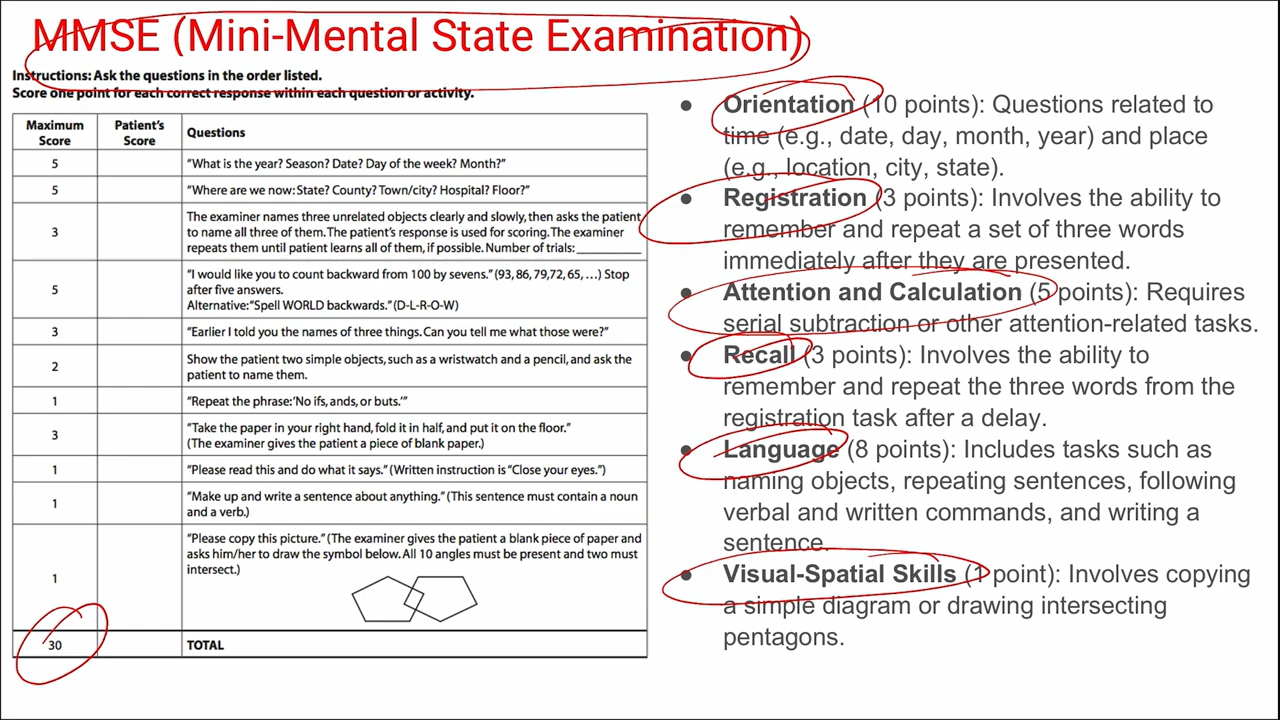 MMSE (Mini-Mental State Examination)
Instructions: Ask the questions in the order listed.
Score one point for each correct response within each question or activity.
Maximum Score
Patient's Score
Questions
5
"What is the year? Season? Date? Day of the week? Month?"
5
"Where are we now: State? County? Town/city? Hospital? Floor?"
3
The examiner names three unrelated objects clearly and slowly, then asks the patient
to name all three of them. The patient's response is used for scoring. The examiner
repeats them until patient learns all of them, if possible. Number of trials: __________
5
"I would like you to count backward from 100 by sevens." (93, 86, 79, 72, 65, …) Stop
after five answers.
Alternative: "Spell WORLD backwards." (D-L-R-O-W)
3
"Earlier I told you the names of three things. Can you tell me what those were?"
2
Show the patient two simple objects, such as a wristwatch and a pencil, and ask the
patient to name them.
1
"Repeat the phrase: 'No ifs, ands, or buts.'"
3
"Take the paper in your right hand, fold it in half, and put it on the floor."
(The examiner gives the patient a piece of blank paper.)
1
"Please read this and do what it says." (Written instruction is "Close your eyes.")
1
"Make up and write a sentence about anything." (This sentence must contain a noun
and a verb.)
1
"Please copy this picture." (The examiner gives the patient a blank piece of paper and
asks him/her to draw the symbol below. All 10 angles must be present and two must
intersect.)
30
TOTAL
● Orientation (10 points): Questions related to
time (e.g., date, day, month, year) and place
(e.g., location, city, state).
● Registration (3 points): Involves the ability to
remember and repeat a set of three words
immediately after they are presented.
● Attention and Calculation (5 points): Requires
serial subtraction or other attention-related tasks.
● Recall (3 points): Involves the ability to
remember and repeat the three words from the
registration task after a delay.
● Language (8 points): Includes tasks such as
naming objects, repeating sentences, following
verbal and written commands, and writing a
sentence.
● Visual-Spatial Skills (1 point): Involves copying
a simple diagram or drawing intersecting
pentagons.